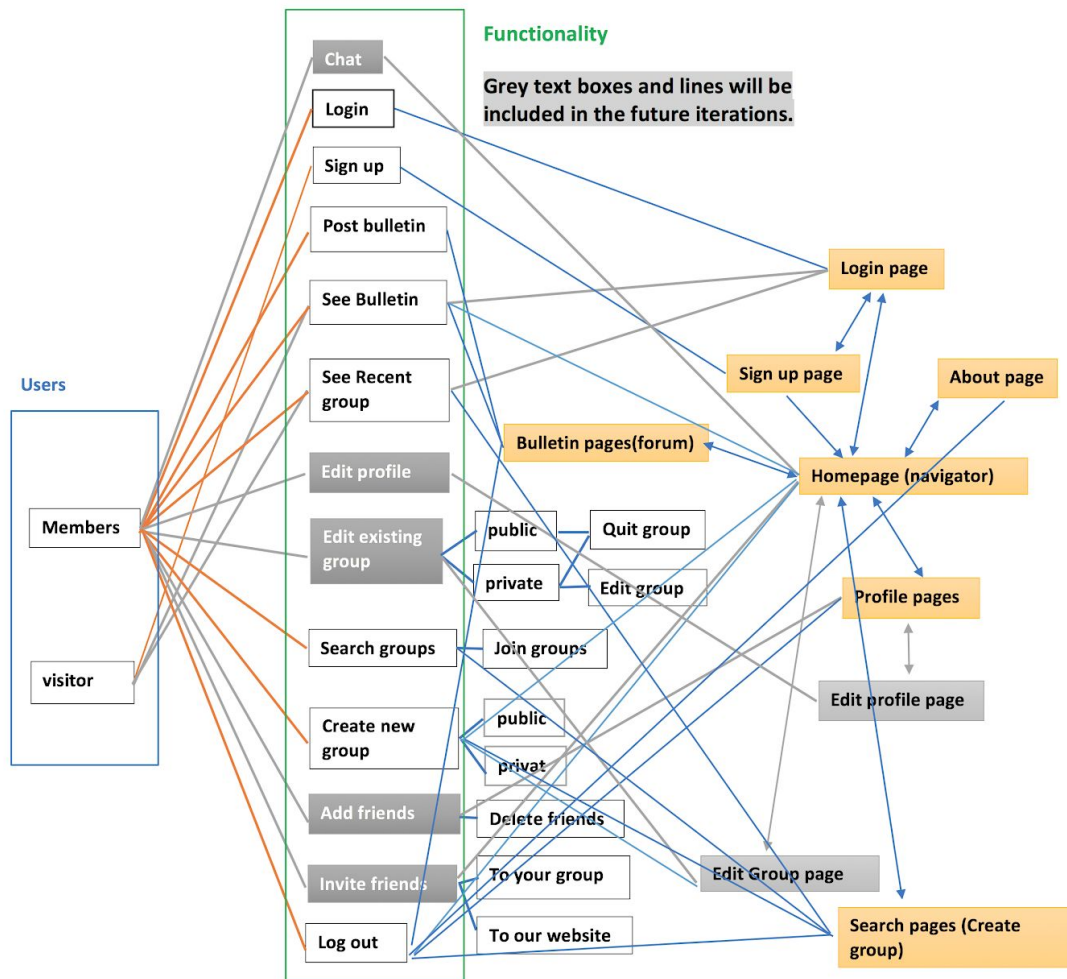 Functionality
Grey text boxes and lines will be
included in the future iterations.
Chat
Login
Sign up
Post bulletin
See Bulletin
See Recent
group
Edit profile
Edit existing
group
public
private
Quit group
Edit group
Search groups
Join groups
Create new
group
public
privat
Add friends
Delete friends
Invite friends
To your group
To our website
Log out
Users
Members
visitor
Login page
Sign up page
About page
Bulletin pages(forum)
Homepage (navigator)
Profile pages
Edit profile page
Edit Group page
Search pages (Create
group)